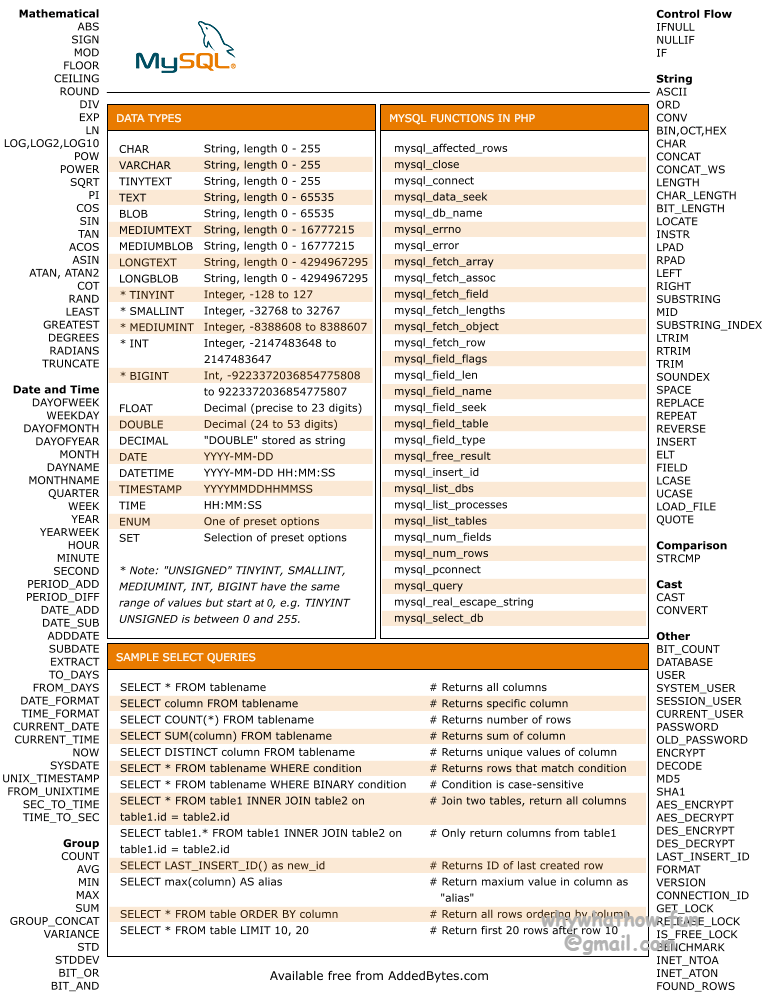 Mathematical
ABS
SIGN
MOD
FLOOR
CEILING
ROUND
DIV
EXP
LN
LOG,LOG2,LOG10
POW
POWER
SQRT
PI
COS
SIN
TAN
ACOS
ASIN
ATAN, ATAN2
COT
RAND
LEAST
GREATEST
DEGREES
RADIANS
TRUNCATE
Date and Time
DAYOFWEEK
WEEKDAY
DAYOFMONTH
DAYOFYEAR
MONTH
DAYNAME
MONTHNAME
QUARTER
WEEK
YEAR
YEARWEEK
HOUR
MINUTE
SECOND
PERIOD_ADD
PERIOD_DIFF
DATE_ADD
DATE_SUB
ADDDATE
SUBDATE
EXTRACT
TO_DAYS
FROM_DAYS
DATE_FORMAT
TIME_FORMAT
CURRENT_DATE
CURRENT_TIME
NOW
SYSDATE
UNIX_TIMESTAMP
FROM_UNIXTIME
SEC_TO_TIME
TIME_TO_SEC
Group
COUNT
AVG
MIN
MAX
SUM
GROUP_CONCAT
VARIANCE
STD
STDDEV
BIT_OR
BIT_AND
MySQL®
DATA TYPES
CHAR String, length 0 - 255
VARCHAR String, length 0 - 255
TINYTEXT String, length 0 - 255
TEXT String, length 0 - 65535
BLOB String, length 0 - 65535
MEDIUMTEXT String, length 0 - 16777215
MEDIUMBLOB String, length 0 - 16777215
LONGTEXT String, length 0 - 4294967295
LONGBLOB String, length 0 - 4294967295
* TINYINT Integer, -128 to 127
* SMALLINT Integer, -32768 to 32767
* MEDIUMINT Integer, -8388608 to 8388607
* INT Integer, -2147483648 to
2147483647
* BIGINT Int, -9223372036854775808
to 9223372036854775807
FLOAT Decimal (precise to 23 digits)
DOUBLE Decimal (24 to 53 digits)
DECIMAL "DOUBLE" stored as string
DATE YYYY-MM-DD
DATETIME YYYY-MM-DD HH:MM:SS
TIMESTAMP YYYYMMDDHHMMSS
TIME HH:MM:SS
ENUM One of preset options
SET Selection of preset options
* Note: "UNSIGNED" TINYINT, SMALLINT,
MEDIUMINT, INT, BIGINT have the same
range of values but start at 0, e.g. TINYINT
UNSIGNED is between 0 and 255.
MYSQL FUNCTIONS IN PHP
mysql_affected_rows
mysql_close
mysql_connect
mysql_data_seek
mysql_db_name
mysql_errno
mysql_error
mysql_fetch_array
mysql_fetch_assoc
mysql_fetch_field
mysql_fetch_lengths
mysql_fetch_object
mysql_fetch_row
mysql_field_flags
mysql_field_len
mysql_field_name
mysql_field_seek
mysql_field_table
mysql_field_type
mysql_free_result
mysql_insert_id
mysql_list_dbs
mysql_list_processes
mysql_list_tables
mysql_num_fields
mysql_num_rows
mysql_pconnect
mysql_query
mysql_real_escape_string
mysql_select_db
SAMPLE SELECT QUERIES
SELECT * FROM tablename # Returns all columns
SELECT column FROM tablename # Returns specific column
SELECT COUNT(*) FROM tablename # Returns number of rows
SELECT SUM(column) FROM tablename # Returns sum of column
SELECT DISTINCT column FROM tablename # Returns unique values of column
SELECT * FROM tablename WHERE condition # Returns rows that match condition
SELECT * FROM tablename WHERE BINARY condition # Condition is case-sensitive
SELECT * FROM table1 INNER JOIN table2 on # Join two tables, return all columns
table1.id = table2.id
SELECT table1.* FROM table1 INNER JOIN table2 on # Only return columns from table1
table1.id = table2.id
SELECT LAST_INSERT_ID() as new_id # Returns ID of last created row
SELECT max(column) AS alias # Return maxium value in column as
"alias"
SELECT * FROM table ORDER BY column # Return all rows ordering by column
SELECT * FROM table LIMIT 10, 20 # Return first 20 rows after row 10
Available free from AddedBytes.com
Control Flow
IFNULL
NULLIF
IF
String
ASCII
ORD
CONV
BIN,OCT,HEX
CHAR
CONCAT
CONCAT_WS
LENGTH
CHAR_LENGTH
BIT_LENGTH
LOCATE
INSTR
LPAD
RPAD
LEFT
RIGHT
SUBSTRING
MID
SUBSTRING_INDEX
LTRIM
RTRIM
TRIM
SOUNDEX
SPACE
REPLACE
REPEAT
REVERSE
INSERT
ELT
FIELD
LCASE
UCASE
LOAD_FILE
QUOTE
Comparison
STRCMP
Cast
CAST
CONVERT
Other
BIT_COUNT
DATABASE
USER
SYSTEM_USER
SESSION_USER
CURRENT_USER
PASSWORD
OLD_PASSWORD
ENCRYPT
DECODE
MD5
SHA1
AES_ENCRYPT
AES_DECRYPT
DES_ENCRYPT
DES_DECRYPT
LAST_INSERT_ID
FORMAT
VERSION
CONNECTION_ID
GET_LOCK
RELEASE_LOCK
IS_FREE_LOCK
BENCHMARK
INET_NTOA
INET_ATON
FOUND_ROWS
whywhathow.fun
@gmail.com